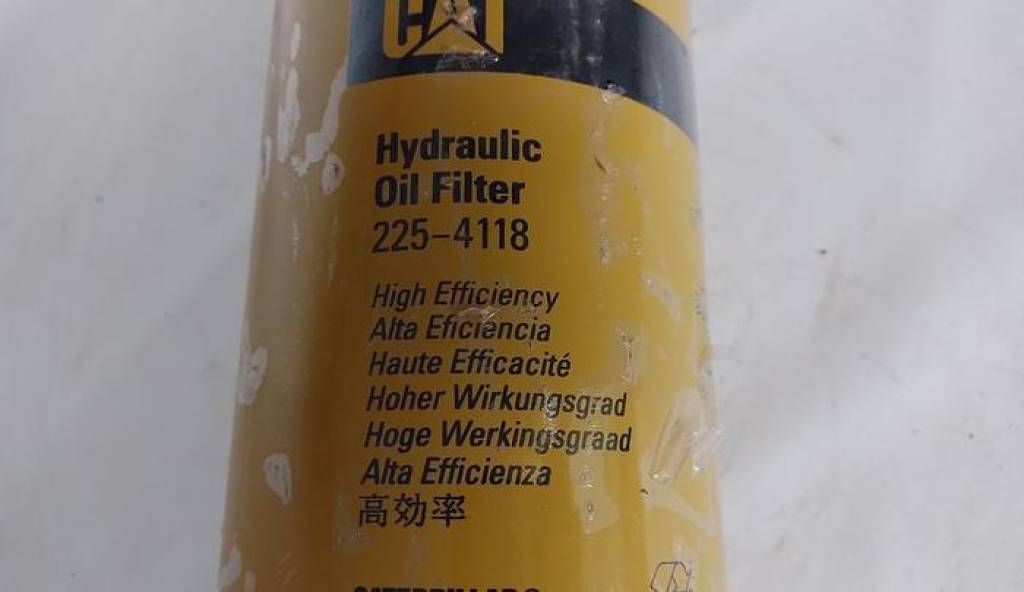 CAT
Hydraulic
Oil Filter
225-4118
High Efficiency
Alta Eficiencia
Haute Efficacité
Hoher Wirkungsgrad
Hoge Werkingsgraad
Alta Efficienza
高効率
CATERPILLAR®